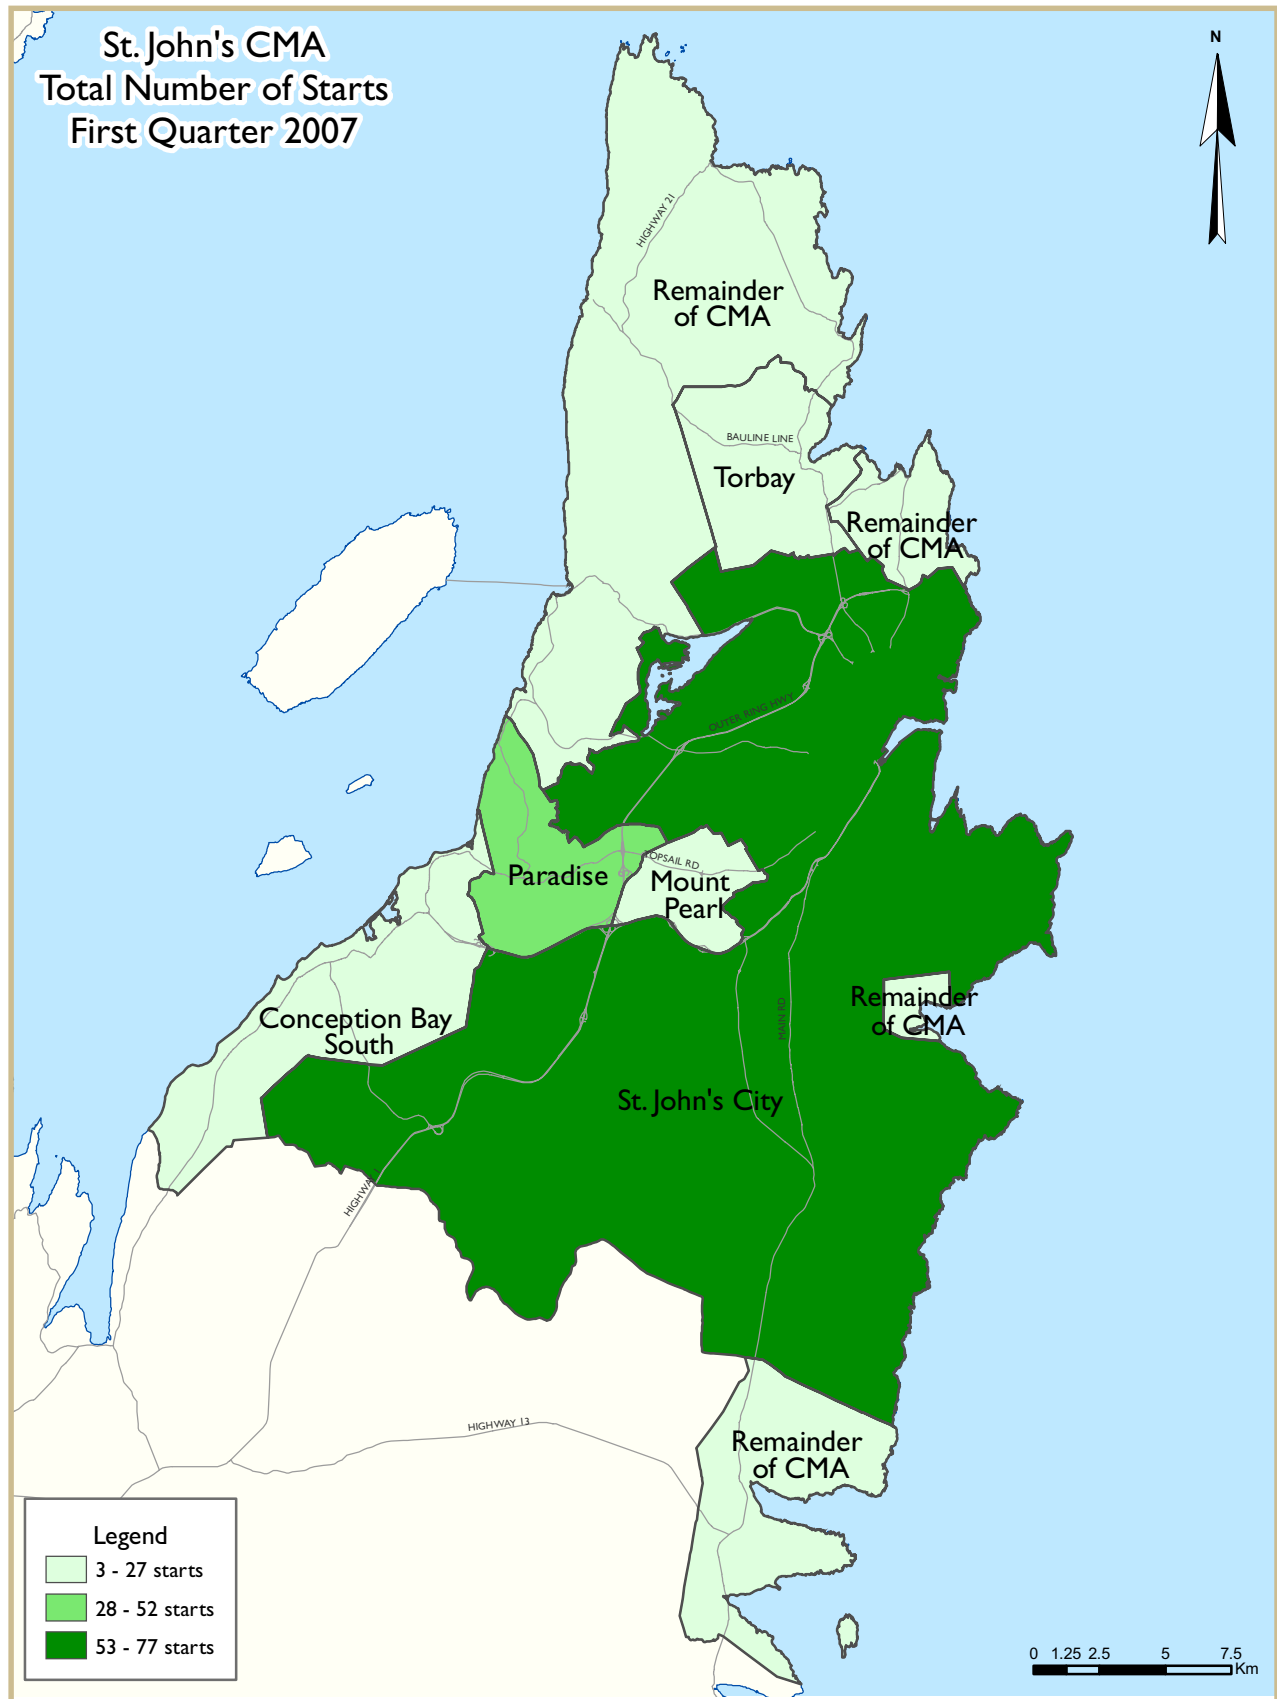 St. John's CMA
Total Number of Starts
First Quarter 2007
N
HIGHWAY 21
Remainder
of CMA
BAULINE LINE
Torbay
Remainder
of CMA
OUTER RING HWY
TOPSAIL RD
Paradise
Mount
Pearl
Remainder
of CMA
MAIN RD
Conception Bay
South
St. John's City
HIGHWAY 1
HIGHWAY 13
Remainder
of CMA
Legend
3 - 27 starts
28 - 52 starts
53 - 77 starts
0 1.25 2.5 5 7.5
Km